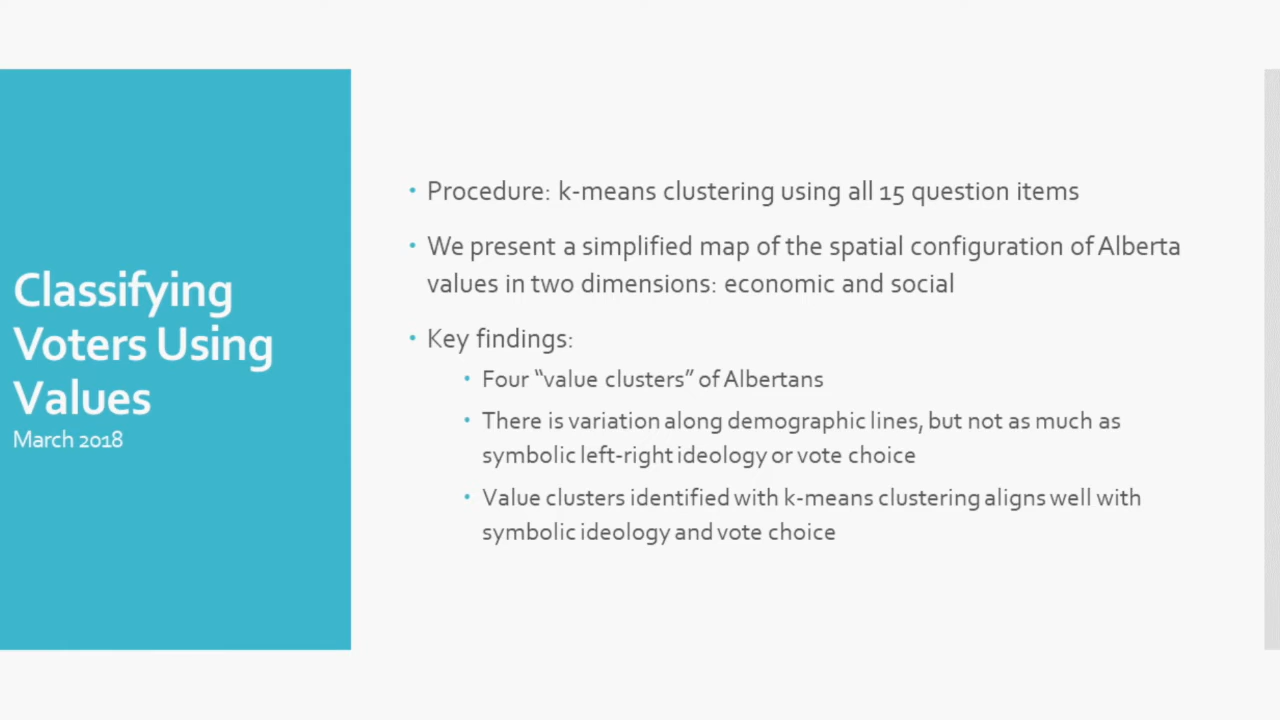 Classifying
Voters Using
Values
March 2018
• Procedure: k-means clustering using all 15 question items
• We present a simplified map of the spatial configuration of Alberta
values in two dimensions: economic and social
• Key findings:
• Four “value clusters” of Albertans
• There is variation along demographic lines, but not as much as
symbolic left-right ideology or vote choice
• Value clusters identified with k-means clustering aligns well with
symbolic ideology and vote choice